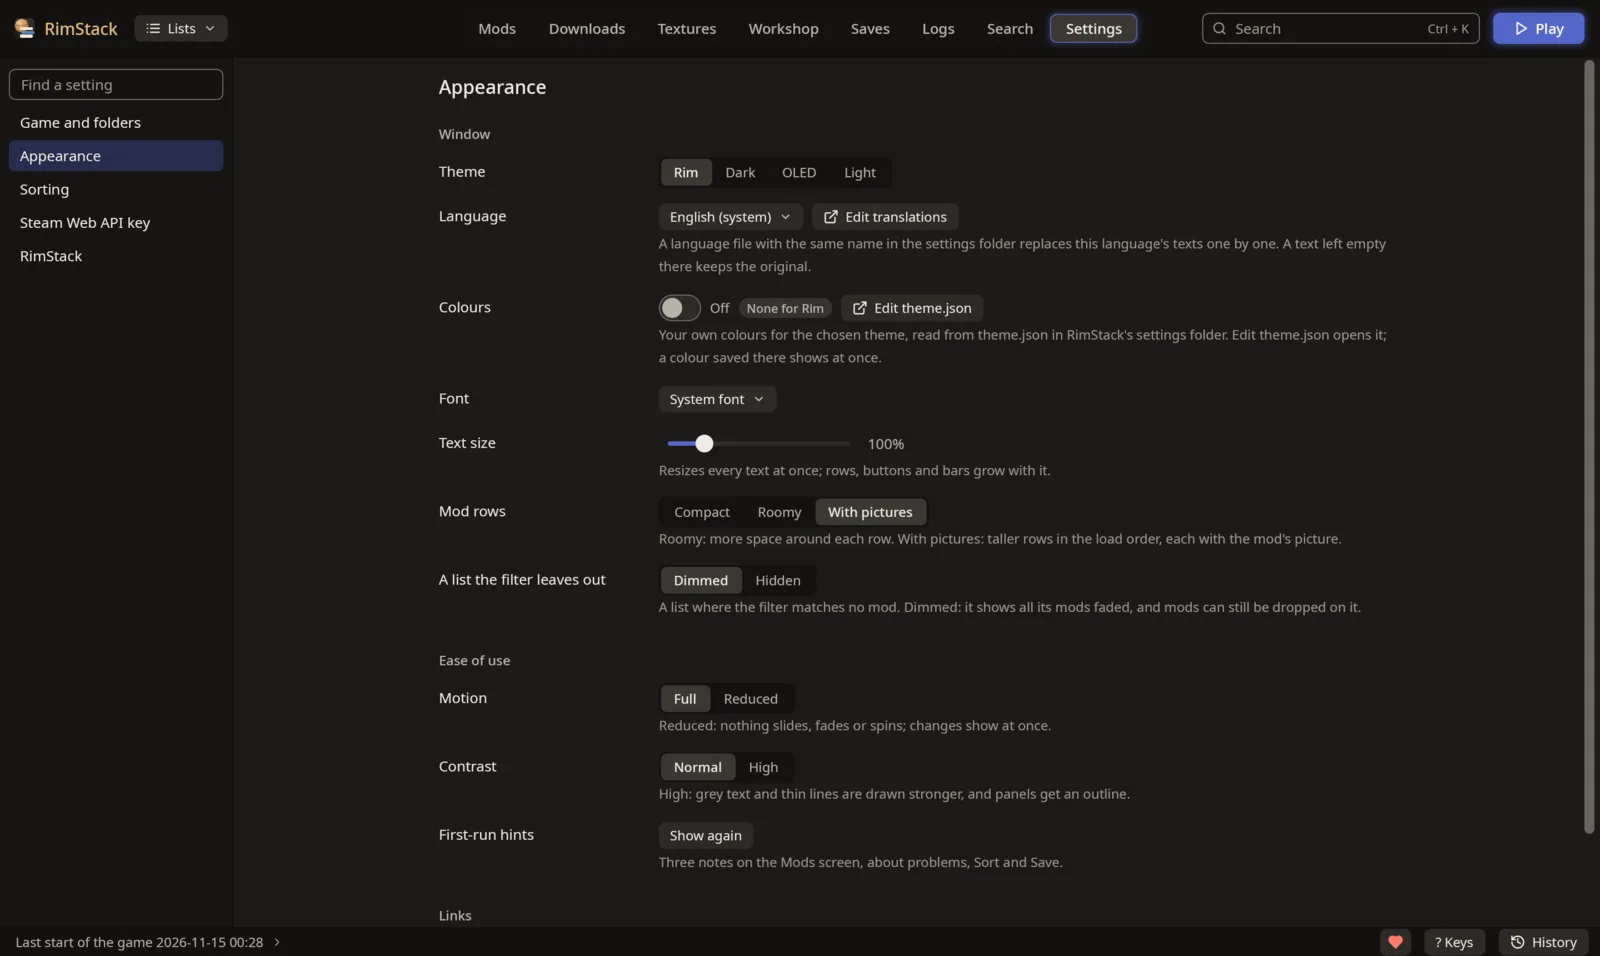 RimStack
Lists
Mods
Downloads
Textures
Workshop
Saves
Logs
Search
Settings
Search
Ctrl + K
Play
Find a setting
Game and folders
Appearance
Sorting
Steam Web API key
RimStack
Appearance
Window
Theme
Rim
Dark
OLED
Light
Language
English (system)
Edit translations
A language file with the same name in the settings folder replaces this language's texts one by one. A text left empty
there keeps the original.
Colours
Off
None for Rim
Edit theme.json
Your own colours for the chosen theme, read from theme.json in RimStack's settings folder. Edit theme.json opens it;
a colour saved there shows at once.
Font
System font
Text size
100%
Resizes every text at once; rows, buttons and bars grow with it.
Mod rows
Compact
Roomy
With pictures
Roomy: more space around each row. With pictures: taller rows in the load order, each with the mod's picture.
A list the filter leaves out
Dimmed
Hidden
A list where the filter matches no mod. Dimmed: it shows all its mods faded, and mods can still be dropped on it.
Ease of use
Motion
Full
Reduced
Reduced: nothing slides, fades or spins; changes show at once.
Contrast
Normal
High
High: grey text and thin lines are drawn stronger, and panels get an outline.
First-run hints
Show again
Three notes on the Mods screen, about problems, Sort and Save.
Links
Last start of the game 2026-11-15 00:28
? Keys
History